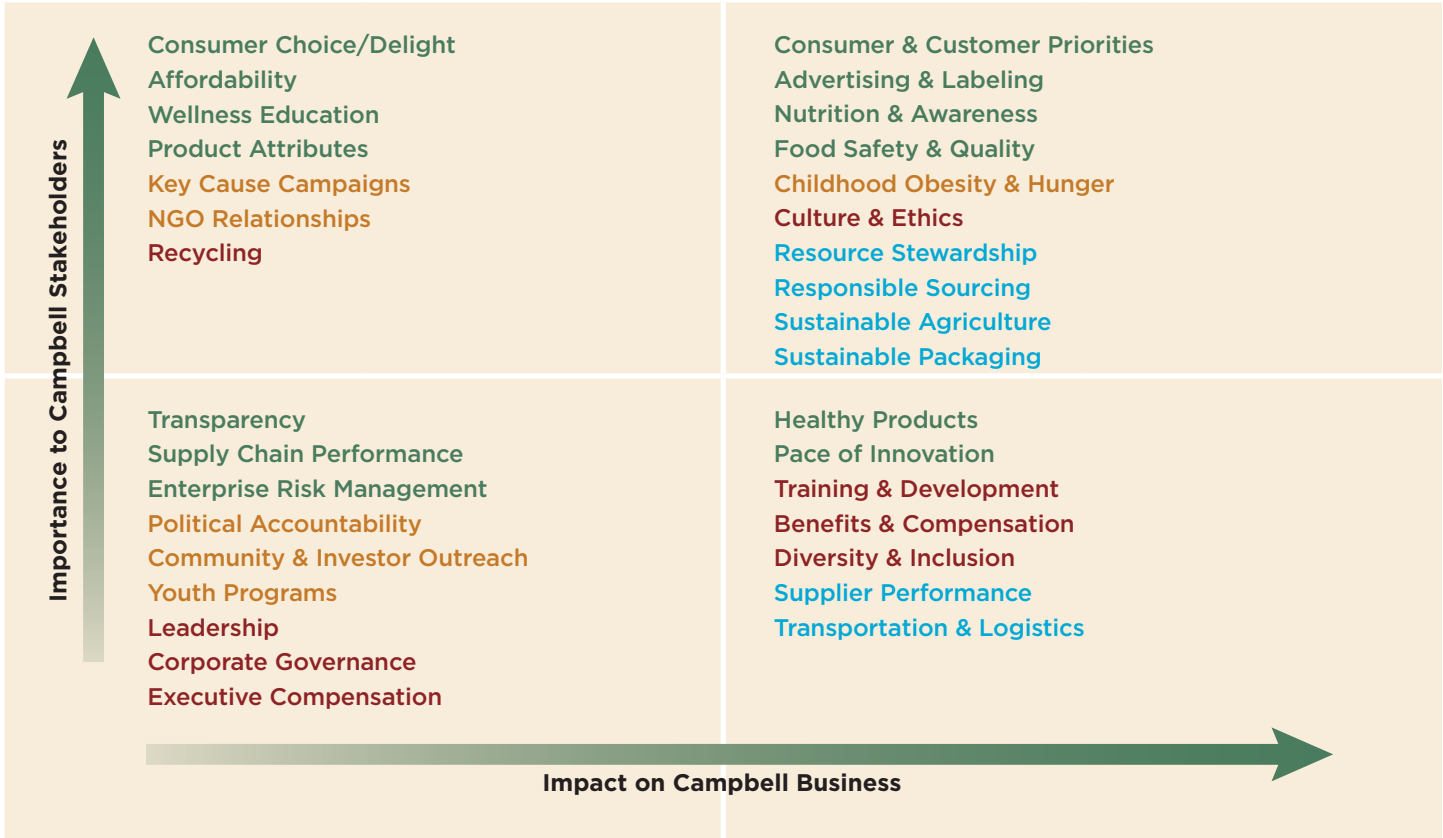 Importance to Campbell Stakeholders
Consumer Choice/Delight
Affordability
Wellness Education
Product Attributes
Key Cause Campaigns
NGO Relationships
Recycling
Consumer & Customer Priorities
Advertising & Labeling
Nutrition & Awareness
Food Safety & Quality
Childhood Obesity & Hunger
Culture & Ethics
Resource Stewardship
Responsible Sourcing
Sustainable Agriculture
Sustainable Packaging
Transparency
Supply Chain Performance
Enterprise Risk Management
Political Accountability
Community & Investor Outreach
Youth Programs
Leadership
Corporate Governance
Executive Compensation
Healthy Products
Pace of Innovation
Training & Development
Benefits & Compensation
Diversity & Inclusion
Supplier Performance
Transportation & Logistics
Impact on Campbell Business